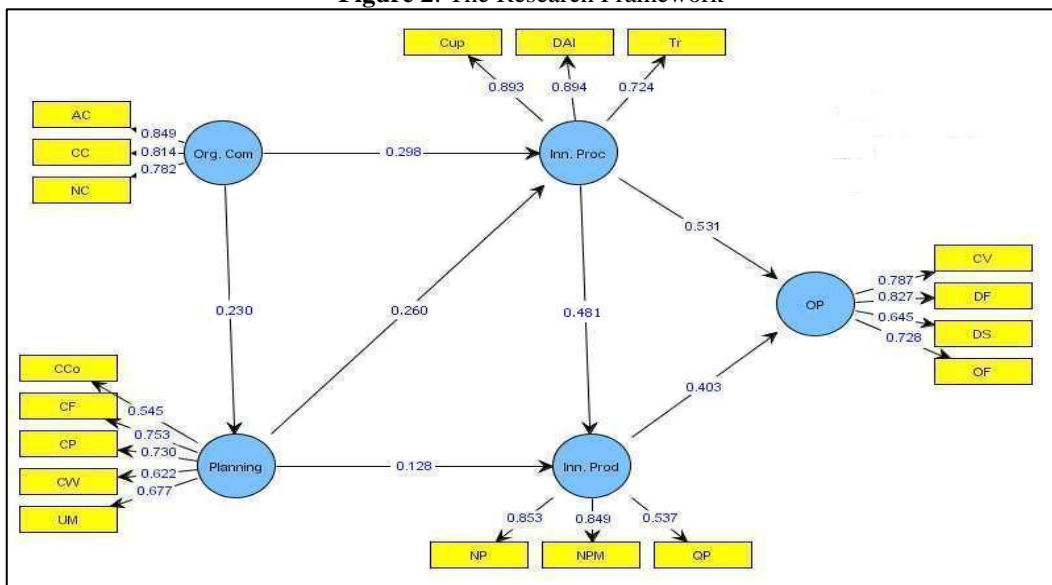 Figure 2: The Research Framework
Cup
DAI
Tr
0.893
0.894
0.724
AC
CC
NC
0.849
0.814
0.782
Org. Com
0.298
Inn. Proc
0.531
0.230
0.260
0.481
OP
0.787
0.827
0.645
0.728
CV
DF
DS
OF
0.403
CCo
CF
CP
CW
UM
0.545
0.753
0.730
0.622
0.677
Planning
0.128
Inn. Prod
0.853
0.849
0.537
NP
NPM
QP